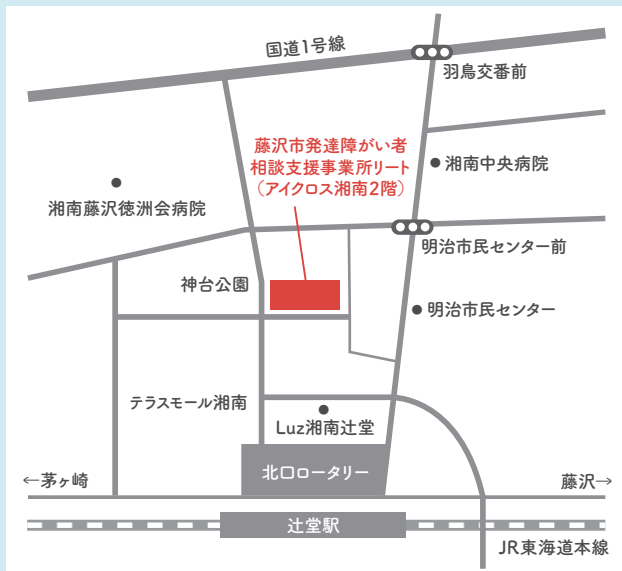 国道1号線
羽鳥交番前
藤沢市発達障がい者
相談支援事業所リート
（アイクロス湘南2階）
湘南中央病院
湘南藤沢徳洲会病院
明治市民センター前
神台公園
明治市民センター
テラスモール湘南
Luz湘南辻堂
北口ロータリー
←茅ヶ崎
藤沢→
辻堂駅
JR東海道本線